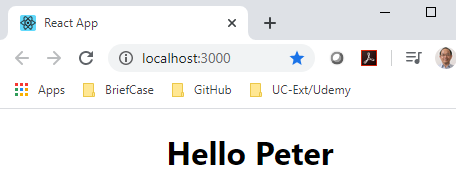 React App
localhost:3000
Apps BriefCase GitHub UC-Ext/Udemy
Hello Peter